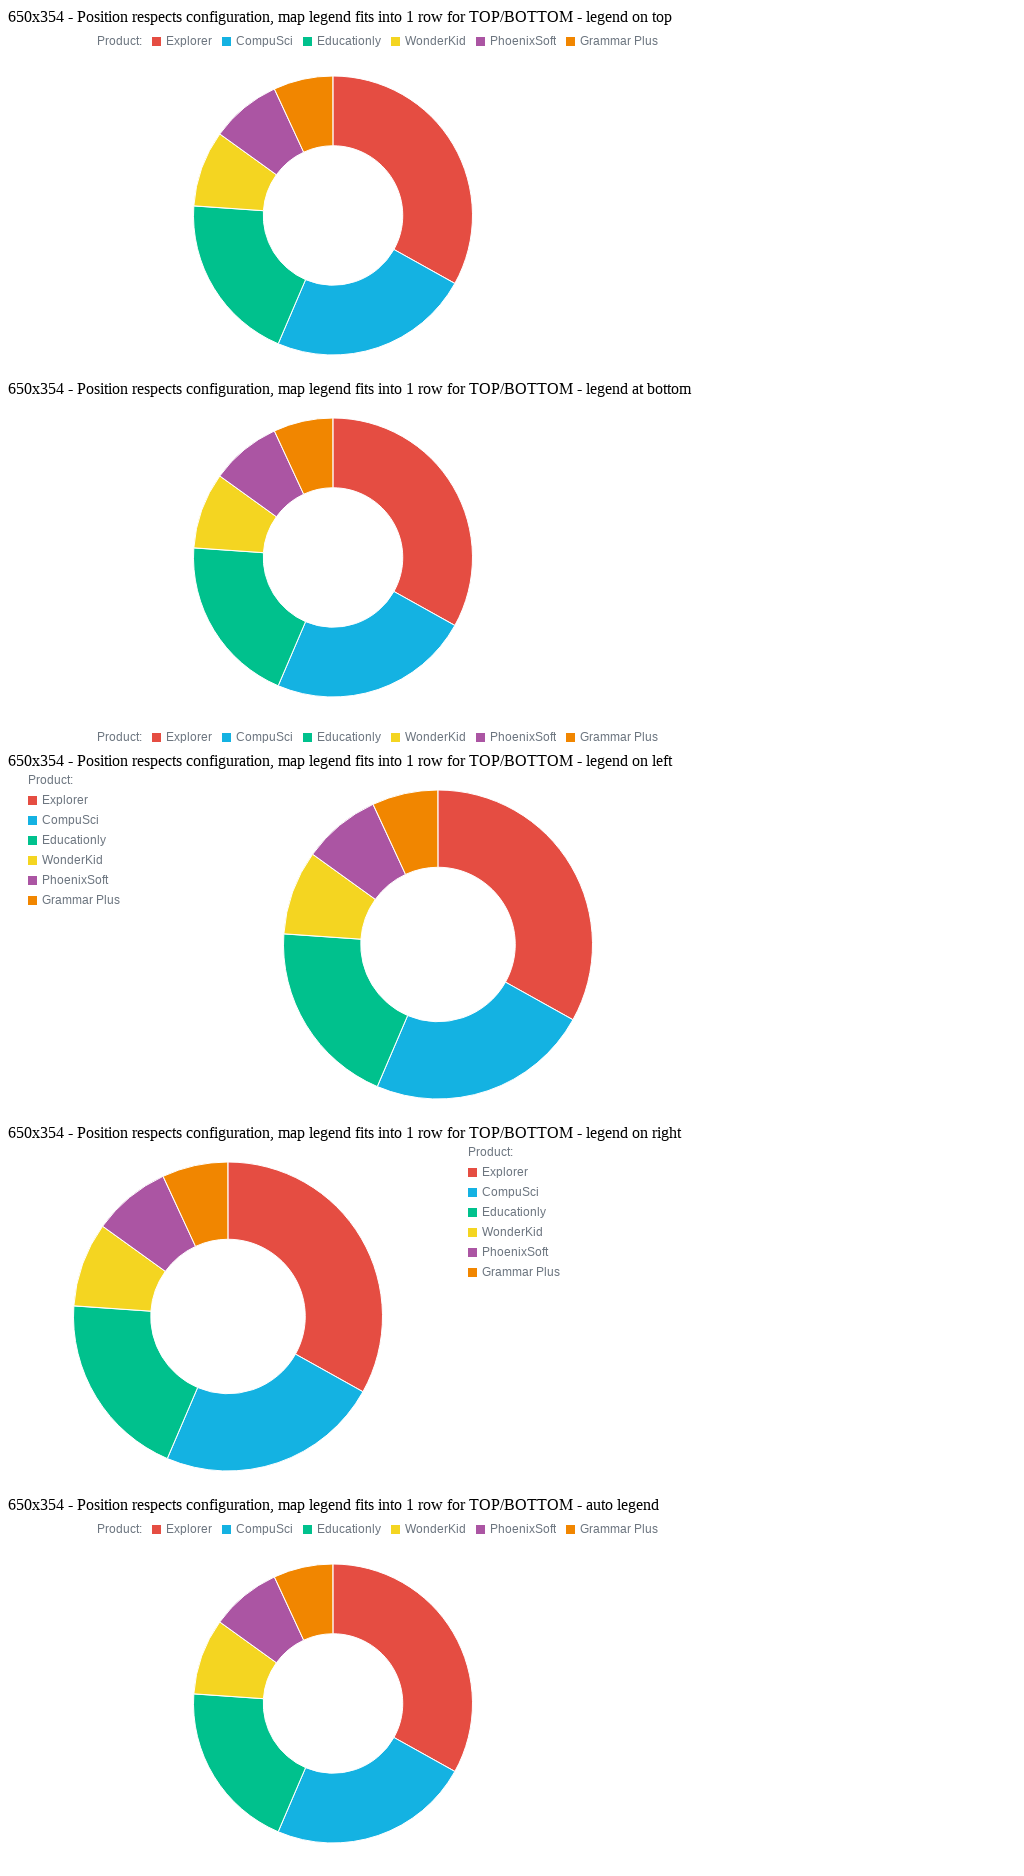 650x354 - Position respects configuration, map legend fits into 1 row for TOP/BOTTOM - legend on top
Product: Explorer CompuSci Educationly WonderKid PhoenixSoft Grammar Plus
650x354 - Position respects configuration, map legend fits into 1 row for TOP/BOTTOM - legend at bottom
Product: Explorer CompuSci Educationly WonderKid PhoenixSoft Grammar Plus
650x354 - Position respects configuration, map legend fits into 1 row for TOP/BOTTOM - legend on left
Product:
Explorer
CompuSci
Educationly
WonderKid
PhoenixSoft
Grammar Plus
650x354 - Position respects configuration, map legend fits into 1 row for TOP/BOTTOM - legend on right
Product:
Explorer
CompuSci
Educationly
WonderKid
PhoenixSoft
Grammar Plus
650x354 - Position respects configuration, map legend fits into 1 row for TOP/BOTTOM - auto legend
Product: Explorer CompuSci Educationly WonderKid PhoenixSoft Grammar Plus